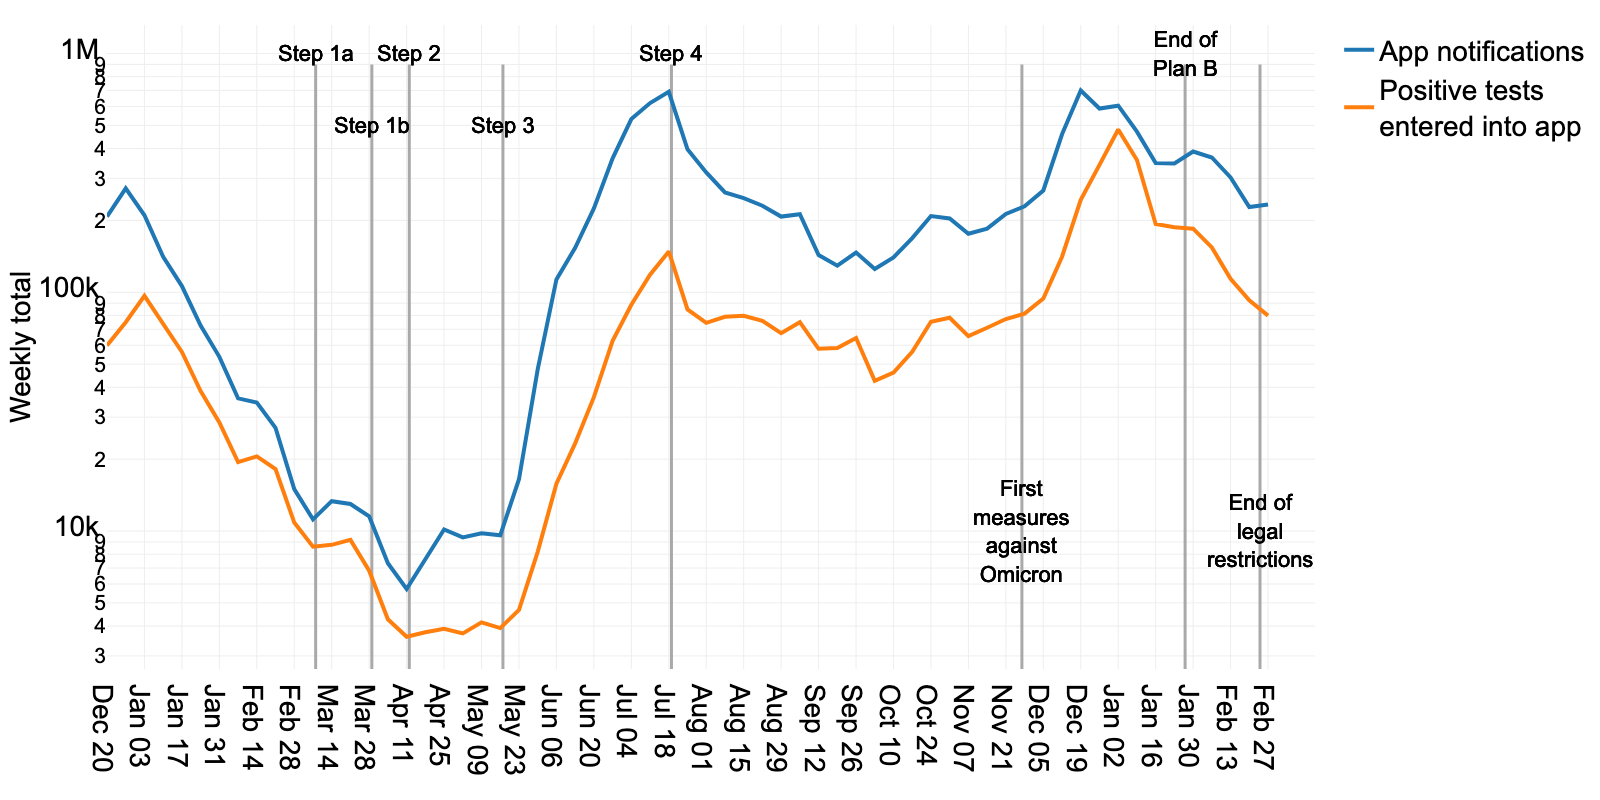 Step 1a
Step 2
Step 4
End of
Plan B
Step 1b
Step 3
App notifications
Positive tests
entered into app
Weekly total
1M
9
8
7
6
5
4
3
2
100k
9
8
7
6
5
4
3
2
10k
9
8
7
6
5
4
3
First
measures
against
Omicron
End of
legal
restrictions
Dec 20
Jan 03
Jan 17
Jan 31
Feb 14
Feb 28
Mar 14
Mar 28
Apr 11
Apr 25
May 09
May 23
Jun 06
Jun 20
Jul 04
Jul 18
Aug 01
Aug 15
Aug 29
Sep 12
Sep 26
Oct 10
Oct 24
Nov 07
Nov 21
Dec 05
Dec 19
Jan 02
Jan 16
Jan 30
Feb 13
Feb 27